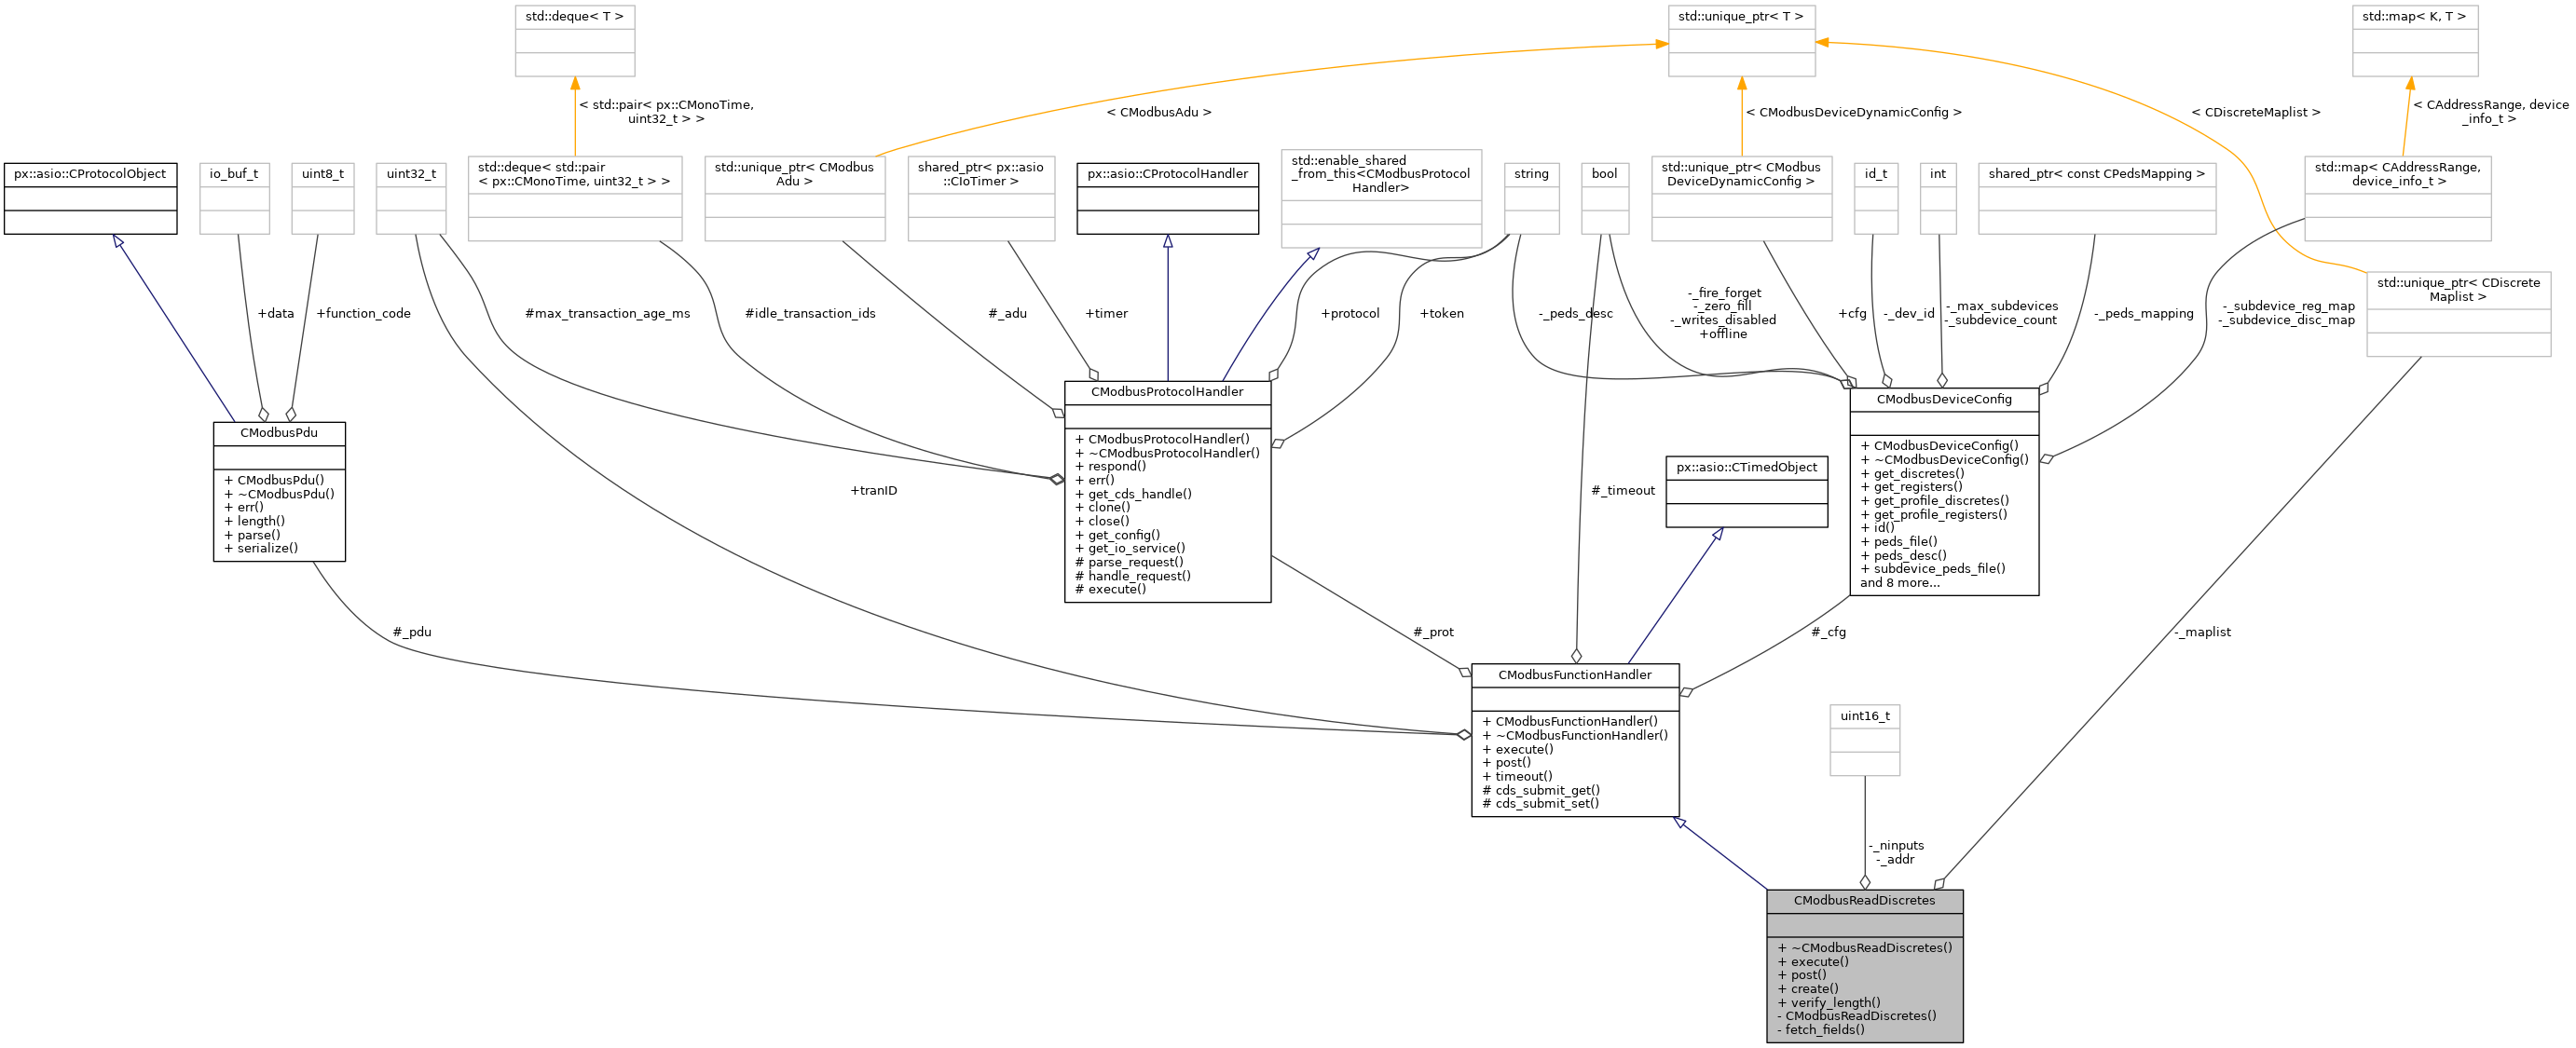 std::deque< T >
std::unique_ptr< T >
std::map< K, T >
< std::pair< px::CMonoTime,
uint32_t > >
< CModbusAdu >
< CModbusDeviceDynamicConfig >
< CDiscreteMaplist >
< CAddressRange, device
_info_t >
px::asio::CProtocolObject
io_buf_t
uint8_t
uint32_t
std::deque< std::pair
< px::CMonoTime, uint32_t > >
std::unique_ptr< CModbus
Adu >
shared_ptr< px::asio
::CIoTimer >
px::asio::CProtocolHandler
std::enable_shared
_from_this<CModbusProtocol
Handler>
string
bool
std::unique_ptr< CModbus
DeviceDynamicConfig >
id_t
int
shared_ptr< const CPedsMapping >
std::map< CAddressRange,
device_info_t >
std::unique_ptr< CDiscrete
Maplist >
+data
+function_code
#max_transaction_age_ms
#idle_transaction_ids
#_adu
+timer
+protocol
+token
-_peds_desc
-_fire_forget
-_zero_fill
-_writes_disabled
+offline
+cfg
-_dev_id
-_max_subdevices
-_subdevice_count
-_peds_mapping
-_subdevice_reg_map
-_subdevice_disc_map
CModbusPdu
+ CModbusPdu()
+ ~CModbusPdu()
+ err()
+ length()
+ parse()
+ serialize()
CModbusProtocolHandler
+ CModbusProtocolHandler()
+ ~CModbusProtocolHandler()
+ respond()
+ err()
+ get_cds_handle()
+ clone()
+ close()
+ get_config()
+ get_io_service()
# parse_request()
# handle_request()
# execute()
CModbusDeviceConfig
+ CModbusDeviceConfig()
+ ~CModbusDeviceConfig()
+ get_discretes()
+ get_registers()
+ get_profile_discretes()
+ get_profile_registers()
+ id()
+ peds_file()
+ peds_desc()
+ subdevice_peds_file()
and 8 more...
px::asio::CTimedObject
+tranID
#_timeout
#_pdu
#_prot
#_cfg
-_maplist
CModbusFunctionHandler
+ CModbusFunctionHandler()
+ ~CModbusFunctionHandler()
+ execute()
+ post()
+ timeout()
# cds_submit_get()
# cds_submit_set()
uint16_t
-_ninputs
-_addr
CModbusReadDiscretes
+ ~CModbusReadDiscretes()
+ execute()
+ post()
+ create()
+ verify_length()
- CModbusReadDiscretes()
- fetch_fields()